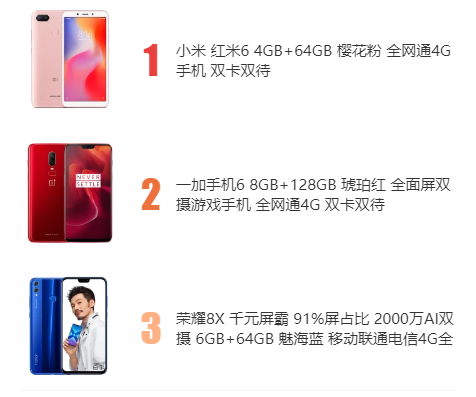 1
小米 红米6 4GB+64GB 樱花粉 全网通4G
手机 双卡双待
NEVER
SETTLE
2
一加手机6 8GB+128GB 琥珀红 全面屏双
摄游戏手机 全网通4G 双卡双待
3
荣耀8X 千元屏霸 91%屏占比 2000万AI双
摄 6GB+64GB 魅海蓝 移动联通电信4G全